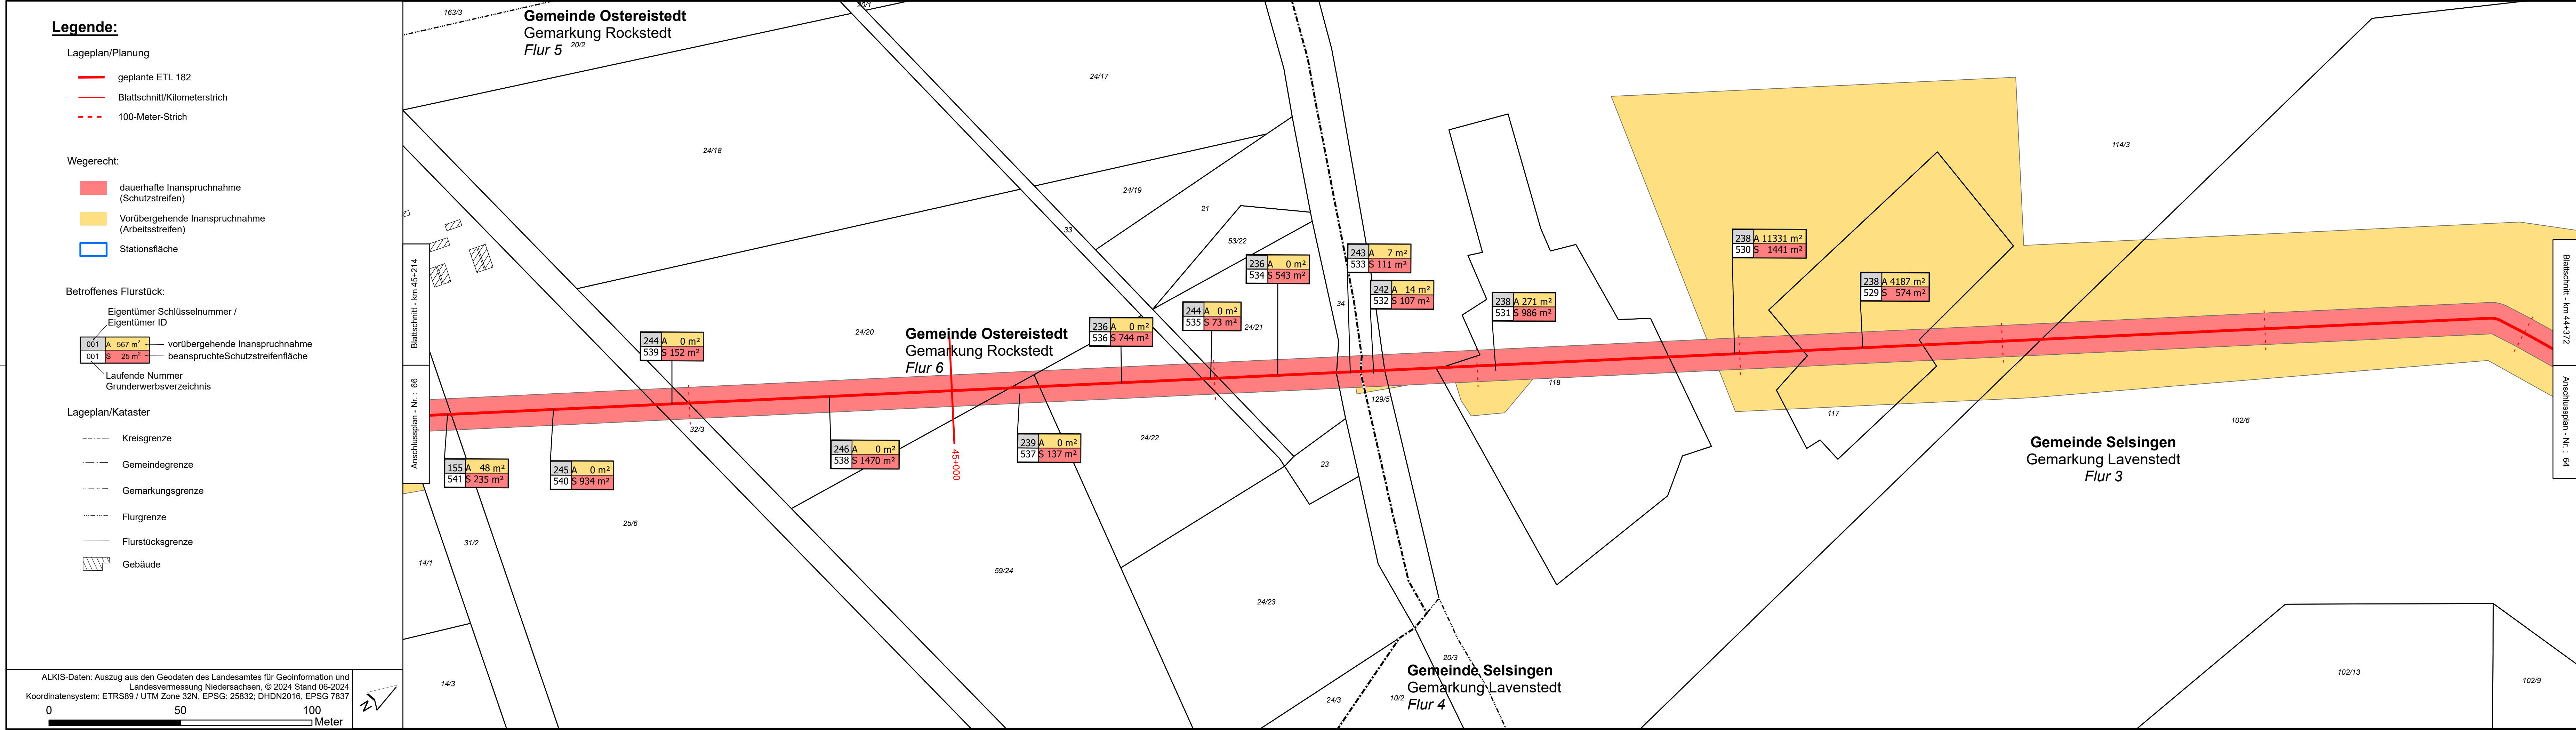 Legende:
Lageplan/Planung
geplante ETL 182
Blattschnitt/Kilometerstrich
100-Meter-Strich
Wegerecht:
dauerhafte Inanspruchnahme
(Schutzstreifen)
Vorübergehende Inanspruchnahme
(Arbeitsstreifen)
Stationsfläche
Betroffenes Flurstück:
Eigentümer Schlüsselnummer /
Eigentümer ID
001 A 567 m²
001 S 25 m²
vorübergehende Inanspruchnahme
beanspruchteSchutzstreifenfläche
Laufende Nummer
Grunderwerbsverzeichnis
Lageplan/Kataster
Kreisgrenze
Gemeindegrenze
Gemarkungsgrenze
Flurgrenze
Flurstücksgrenze
Gebäude
ALKIS-Daten: Auszug aus den Geodaten des Landesamtes für Geoinformation und
Landesvermessung Niedersachsen, © 2024 Stand 06-2024
Koordinatensystem: ETRS89 / UTM Zone 32N, EPSG: 25832; DHDN2016, EPSG 7837
0 50 100
Meter
N
Blattschnitt - km 45+214
Anschlussplan - Nr. : 66
163/3
Gemeinde Ostereistedt
Gemarkung Rockstedt
Flur 5
20/2
20/1
24/17
24/18
24/19
21
33
53/22
34
24/20
24/21
Gemeinde Ostereistedt
Gemarkung Rockstedt
Flur 6
45+000
244 A 0 m²
539 S 152 m²
155 A 48 m²
541 S 235 m²
245 A 0 m²
540 S 934 m²
246 A 0 m²
538 S 1470 m²
239 A 0 m²
537 S 137 m²
236 A 0 m²
536 S 744 m²
244 A 0 m²
535 S 73 m²
236 A 0 m²
534 S 543 m²
243 A 7 m²
533 S 111 m²
242 A 14 m²
532 S 107 m²
238 A 271 m²
531 S 986 m²
238 A 11331 m²
530 S 1441 m²
238 A 4187 m²
529 S 574 m²
32/3
25/6
31/2
14/1
14/3
59/24
24/22
23
24/23
24/3
10/2
20/3
129/5
118
117
114/3
102/6
102/13
102/9
Gemeinde Selsingen
Gemarkung Lavenstedt
Flur 4
Gemeinde Selsingen
Gemarkung Lavenstedt
Flur 3
Blattschnitt - km 44+372
Anschlussplan - Nr. : 64